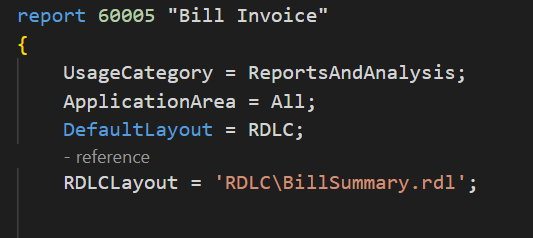 report 60005 "Bill Invoice"
{
UsageCategory = ReportsAndAnalysis;
ApplicationArea = All;
DefaultLayout = RDLC;
- reference
RDLCLayout = 'RDLC\BillSummary.rdl';